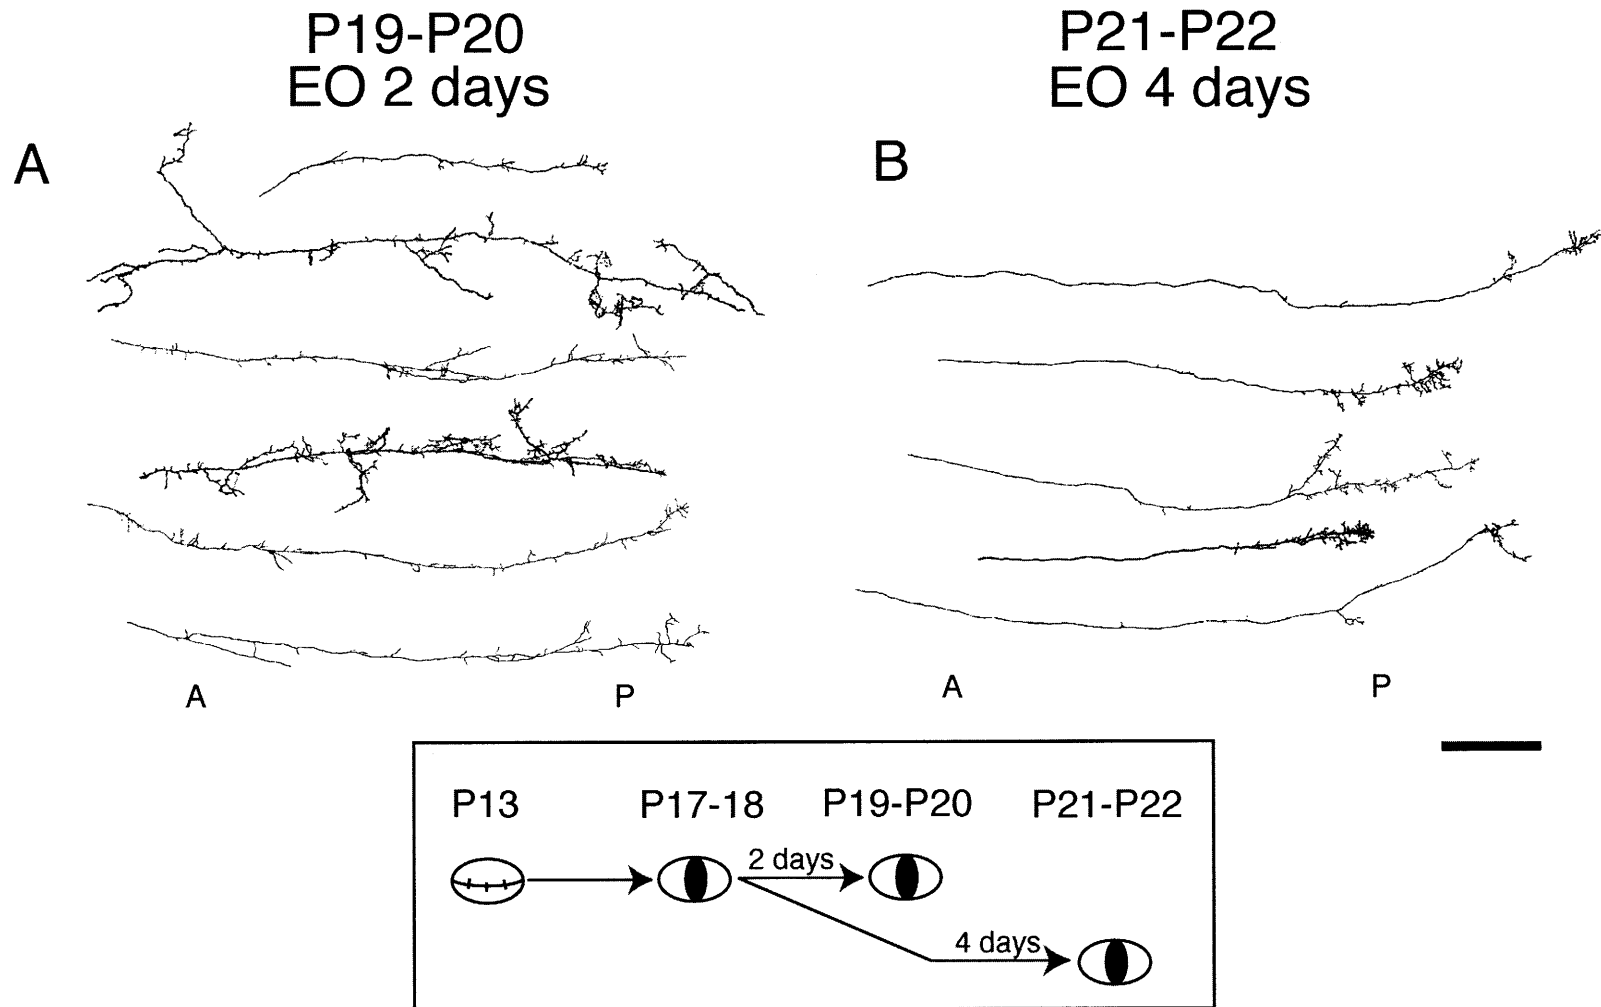 P19-P20
EO 2 days
P21-P22
EO 4 days
A
B
A
P
A
P
P13
P17-18
P19-P20
P21-P22
2 days
4 days